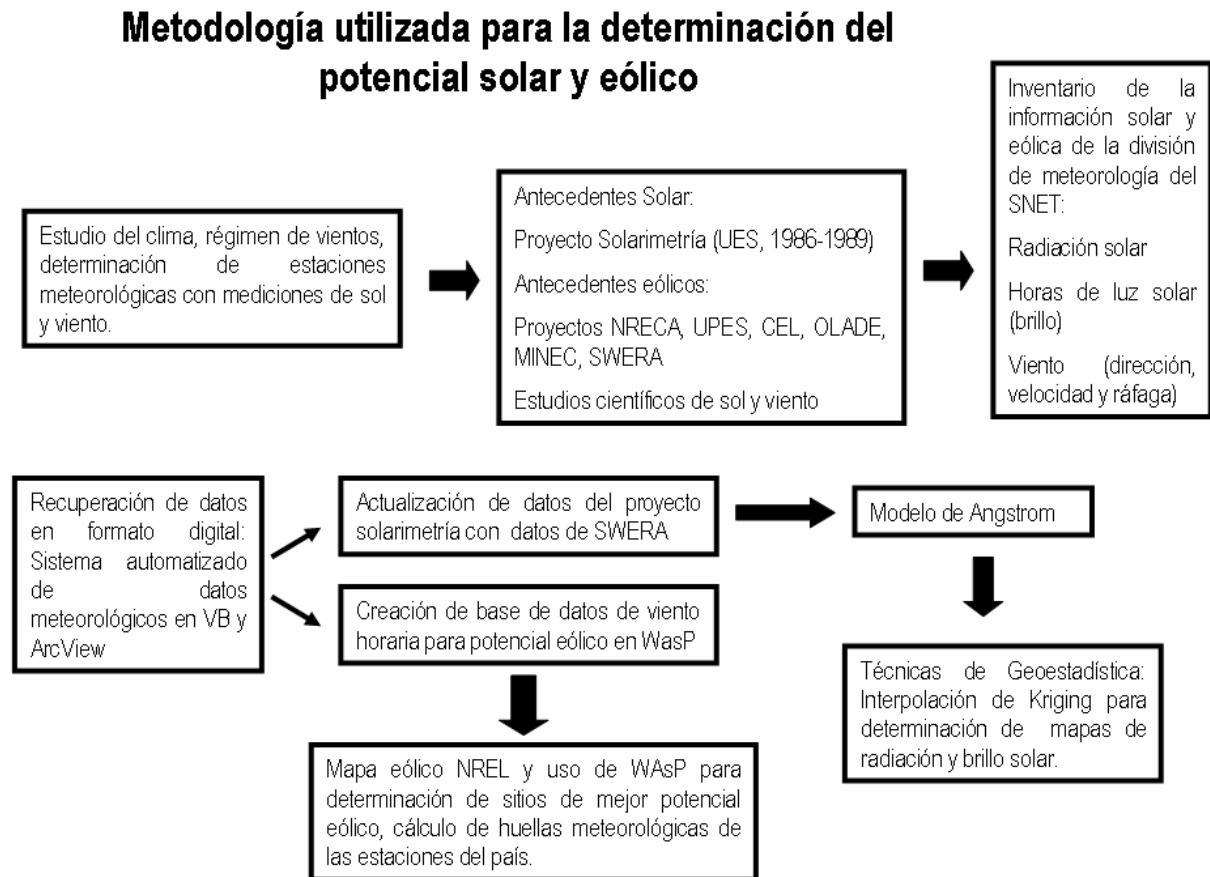 Metodología utilizada para la determinación del
potencial solar y eólico
Estudio del clima, régimen de vientos,
determinación de estaciones
meteorológicas con mediciones de sol
y viento.
Antecedentes Solar:
Proyecto Solarimetría (UES, 1986-1989)
Antecedentes eólicos:
Proyectos NRECA, UPES, CEL, OLADE,
MINEC, SWERA
Estudios científicos de sol y viento
Inventario de la
información solar y
eólica de la división
de meteorología del
SNET:
Radiación solar
Horas de luz solar
(brillo)
Viento (dirección,
velocidad y ráfaga)
Recuperación de datos
en formato digital:
Sistema automatizado
de datos
meteorológicos en VB y
ArcView
Actualización de datos del proyecto
solarimetría con datos de SWERA
Modelo de Angstrom
Creación de base de datos de viento
horaria para potencial eólico en WasP
Técnicas de Geoestadística:
Interpolación de Kriging para
determinación de mapas de
radiación y brillo solar.
Mapa eólico NREL y uso de WAsP para
determinación de sitios de mejor potencial
eólico, cálculo de huellas meteorológicas de
las estaciones del país.